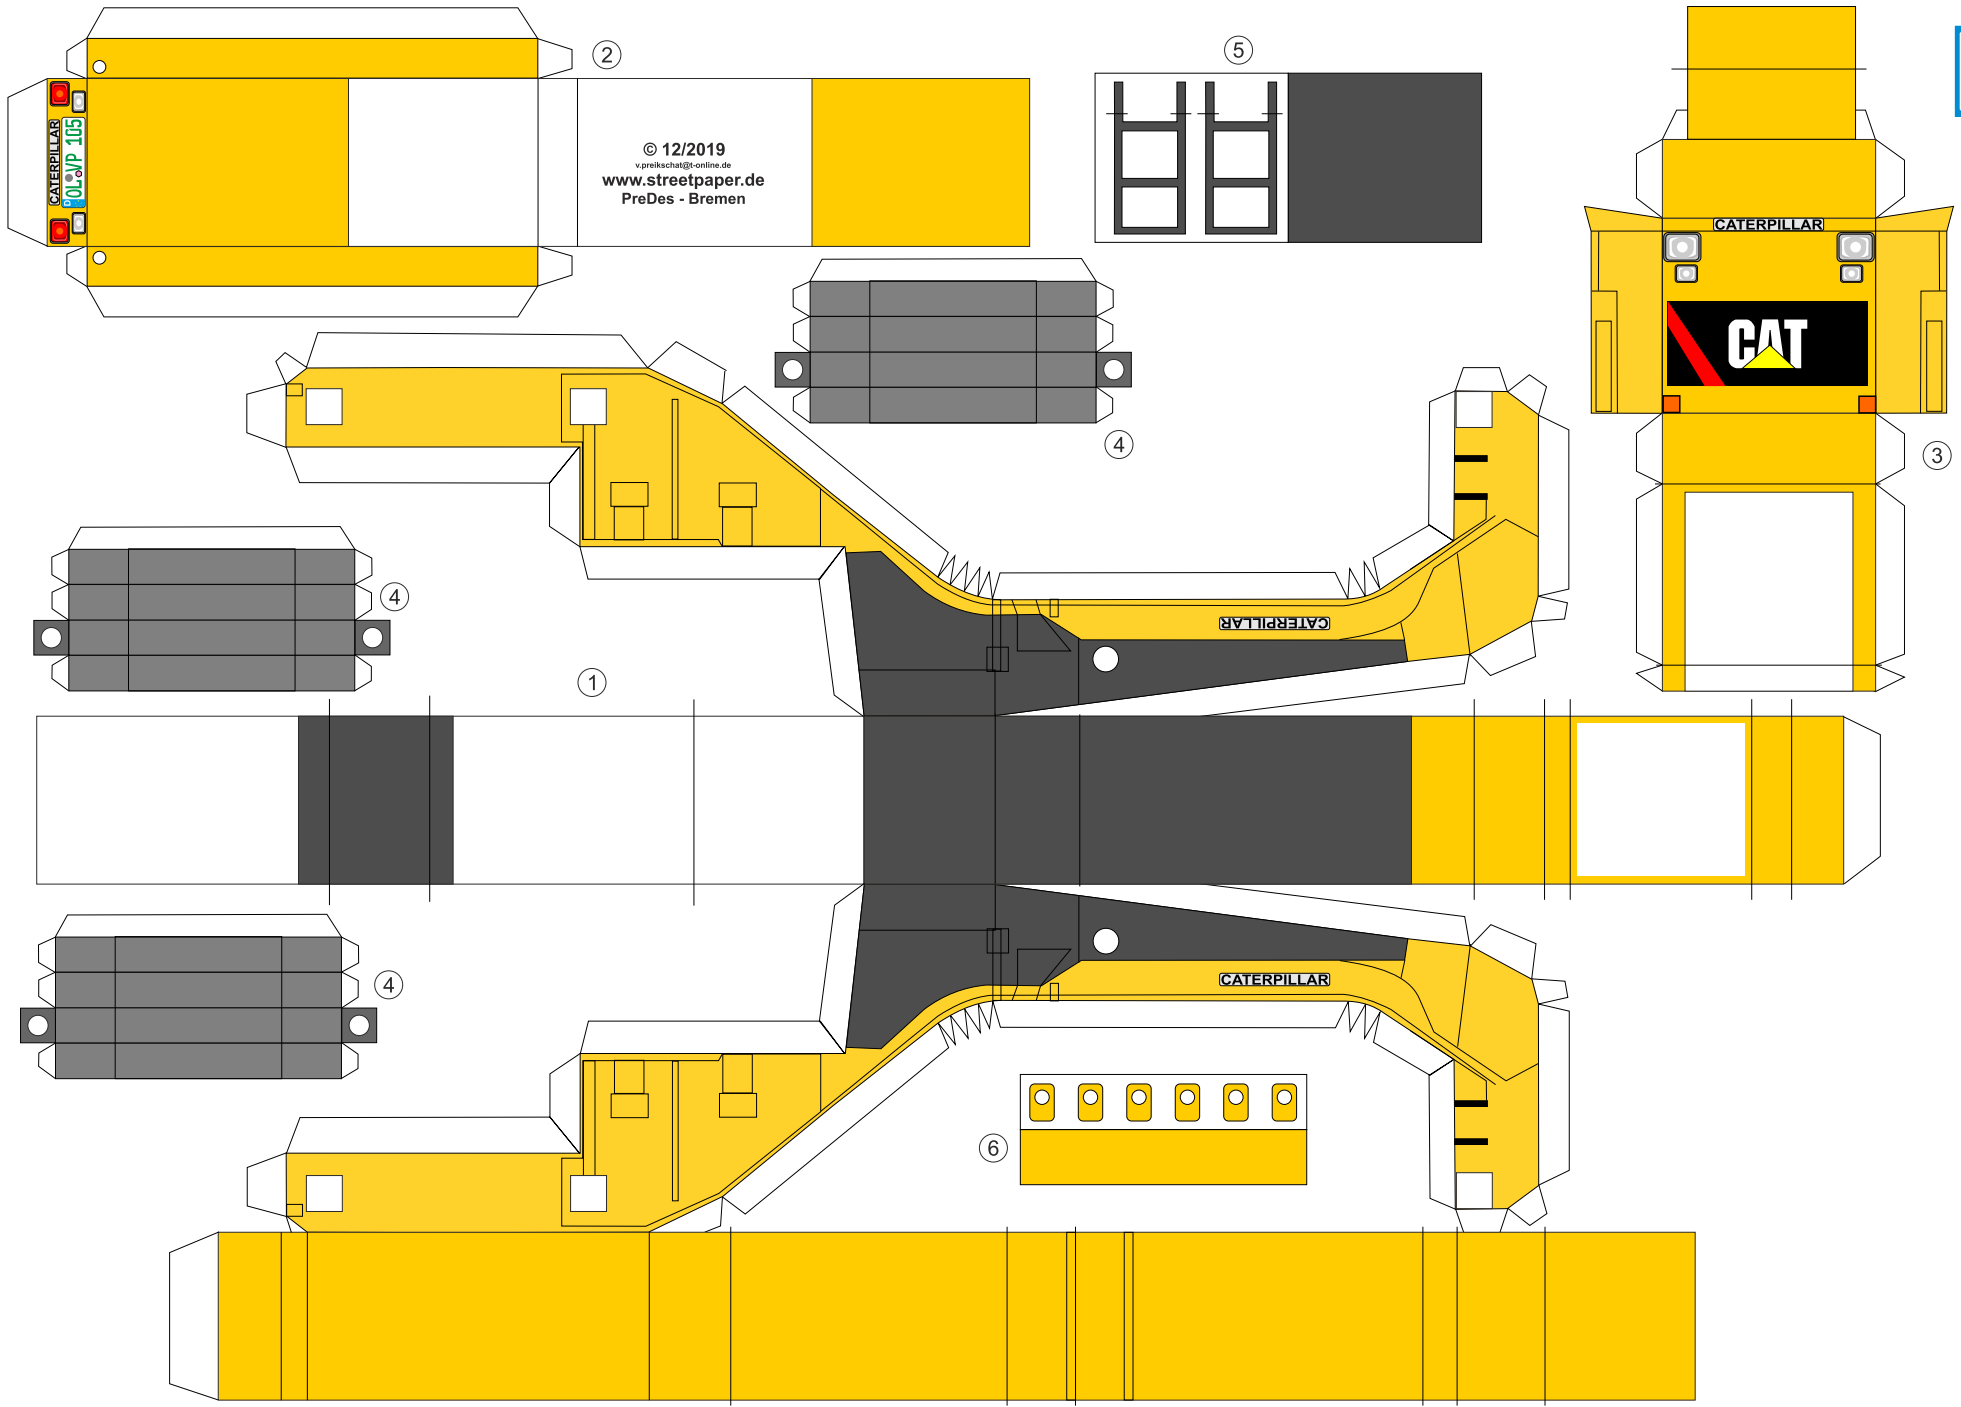 2
5
CATERPILLAR
OL VP 105
D
© 12/2019
v.preikschat@t-online.de
www.streetpaper.de
PreDes - Bremen
CATERPILLAR
CAT
4
3
4
CATERPILLAR
1
4
CATERPILLAR
6